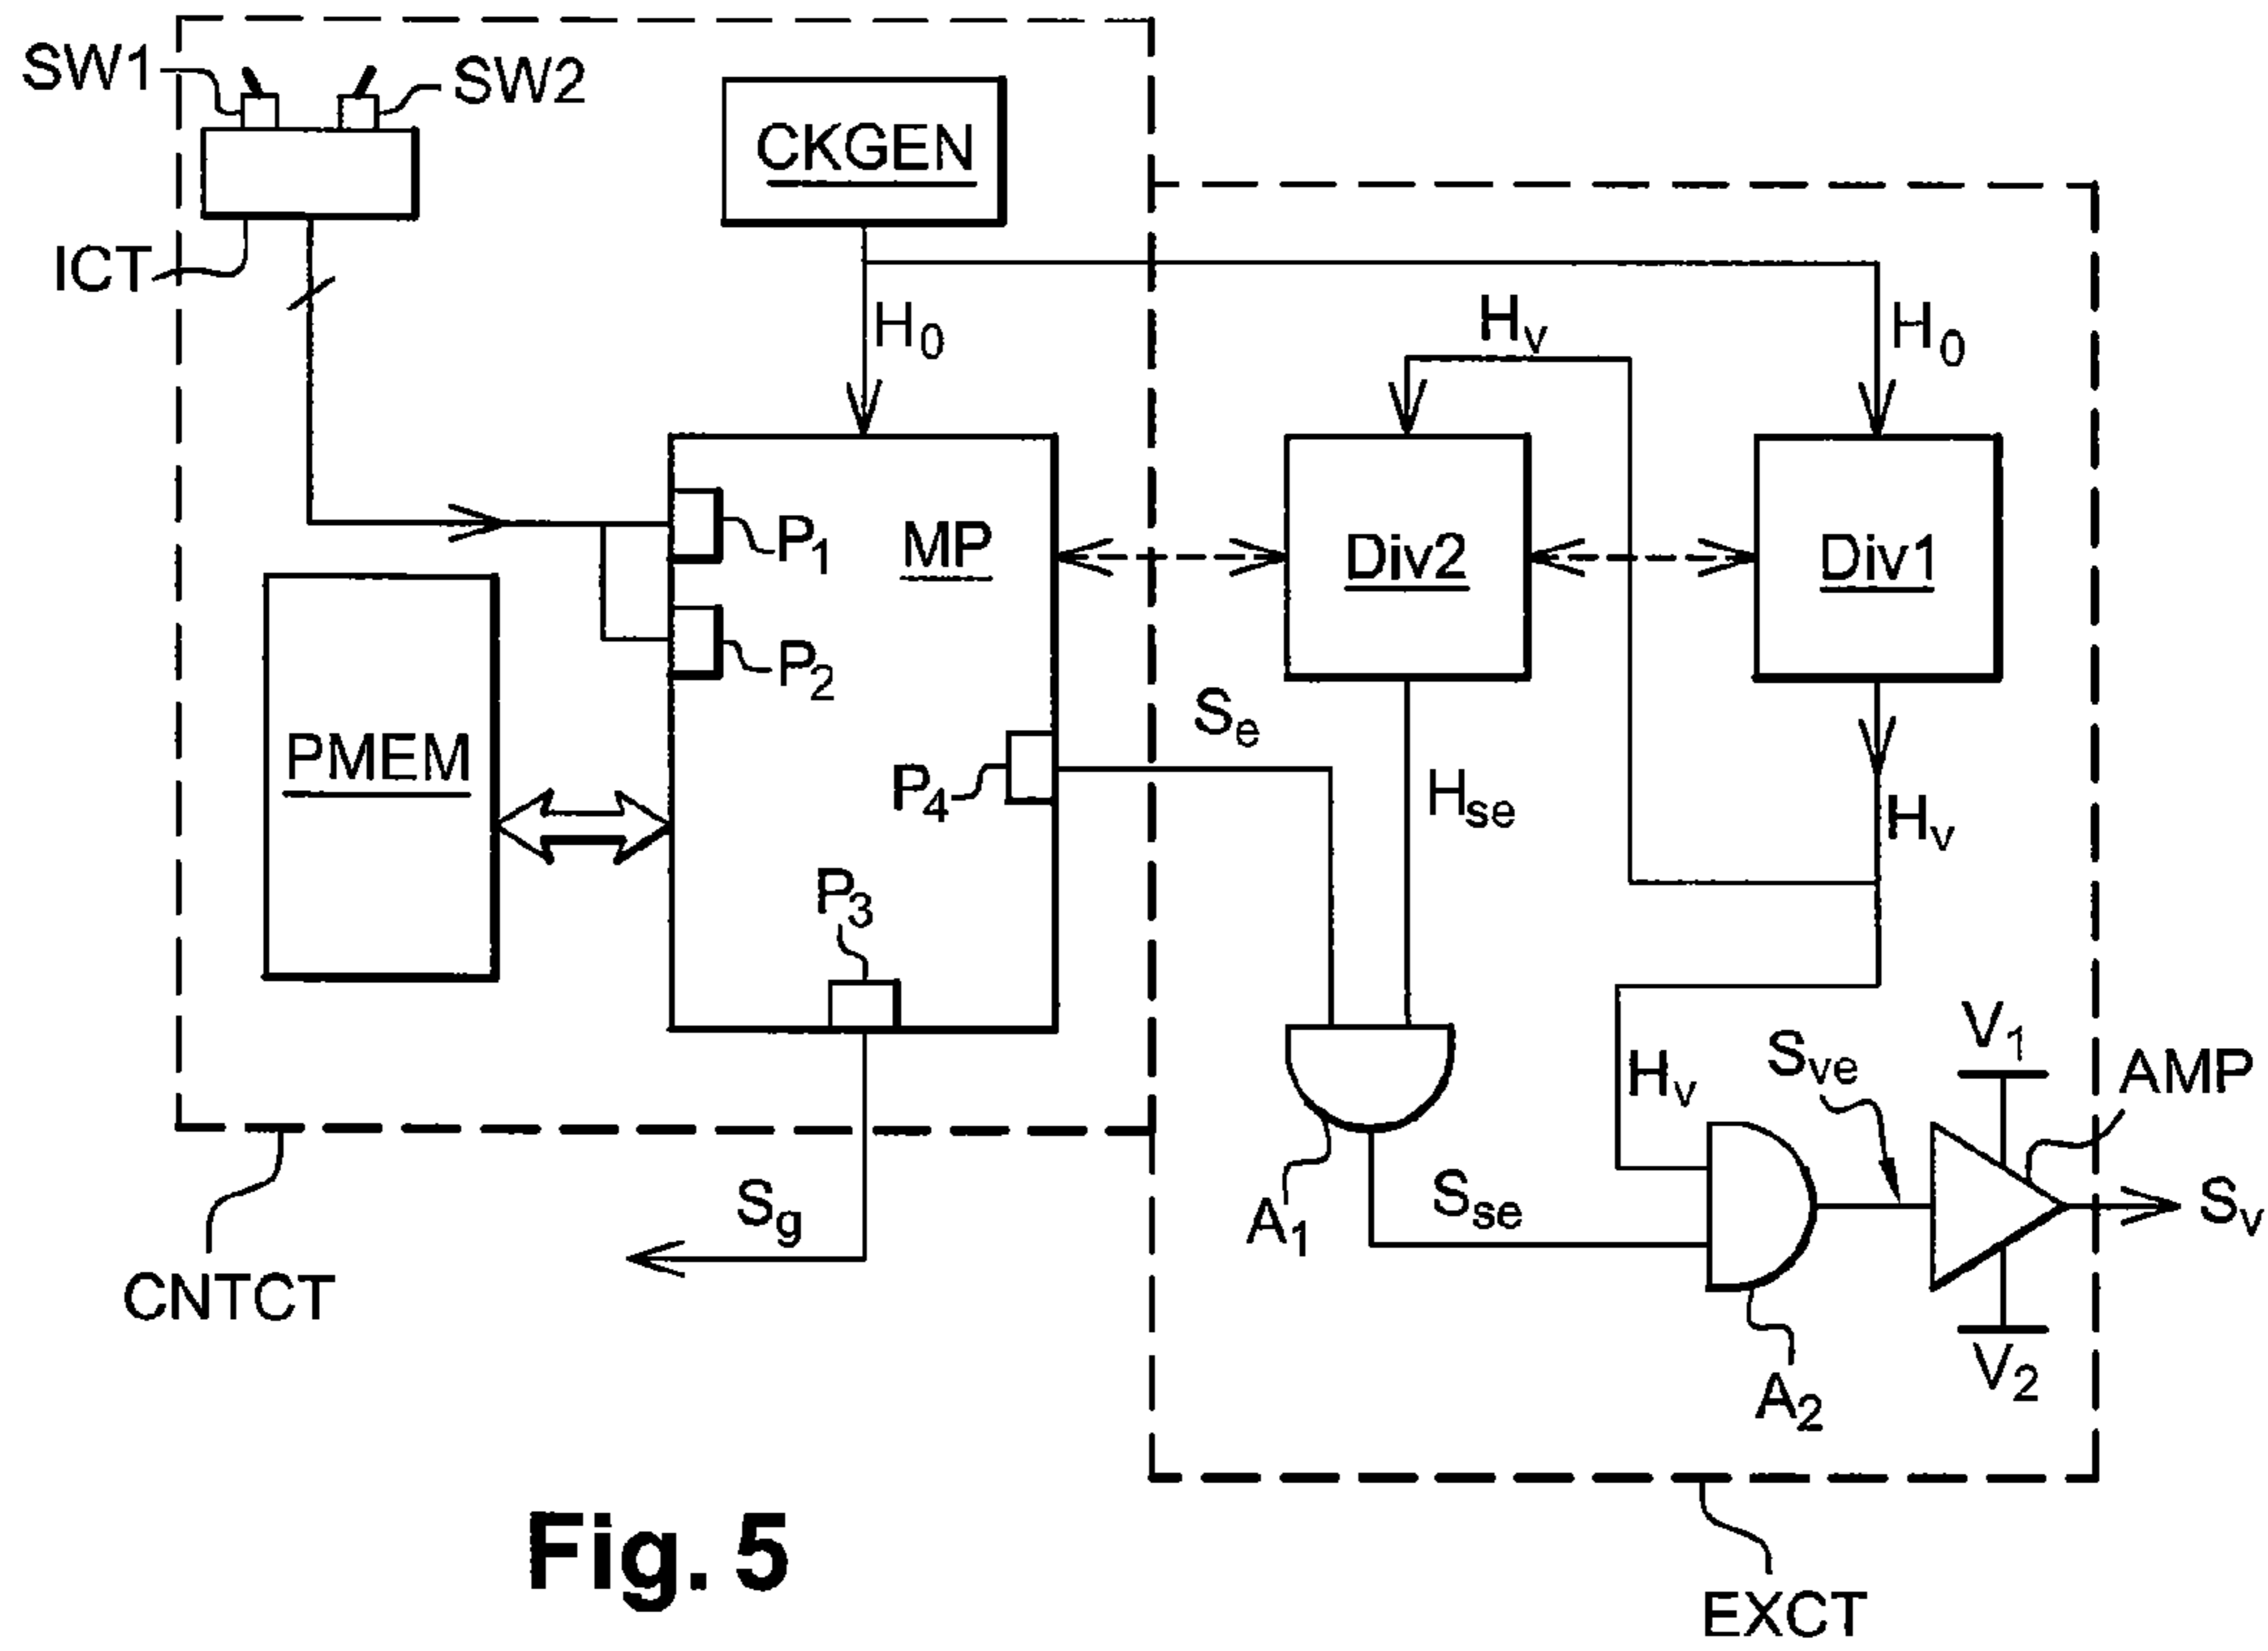 SW1
SW2
CKGEN
ICT
H0
Hv
H0
P1
MP
Div2
Div1
P2
Se
PMEM
P4
Hse
Hv
P3
V1
Hv
Sve
AMP
Sg
A1
Sse
Sv
CNTCT
V2
A2
Fig. 5
EXCT